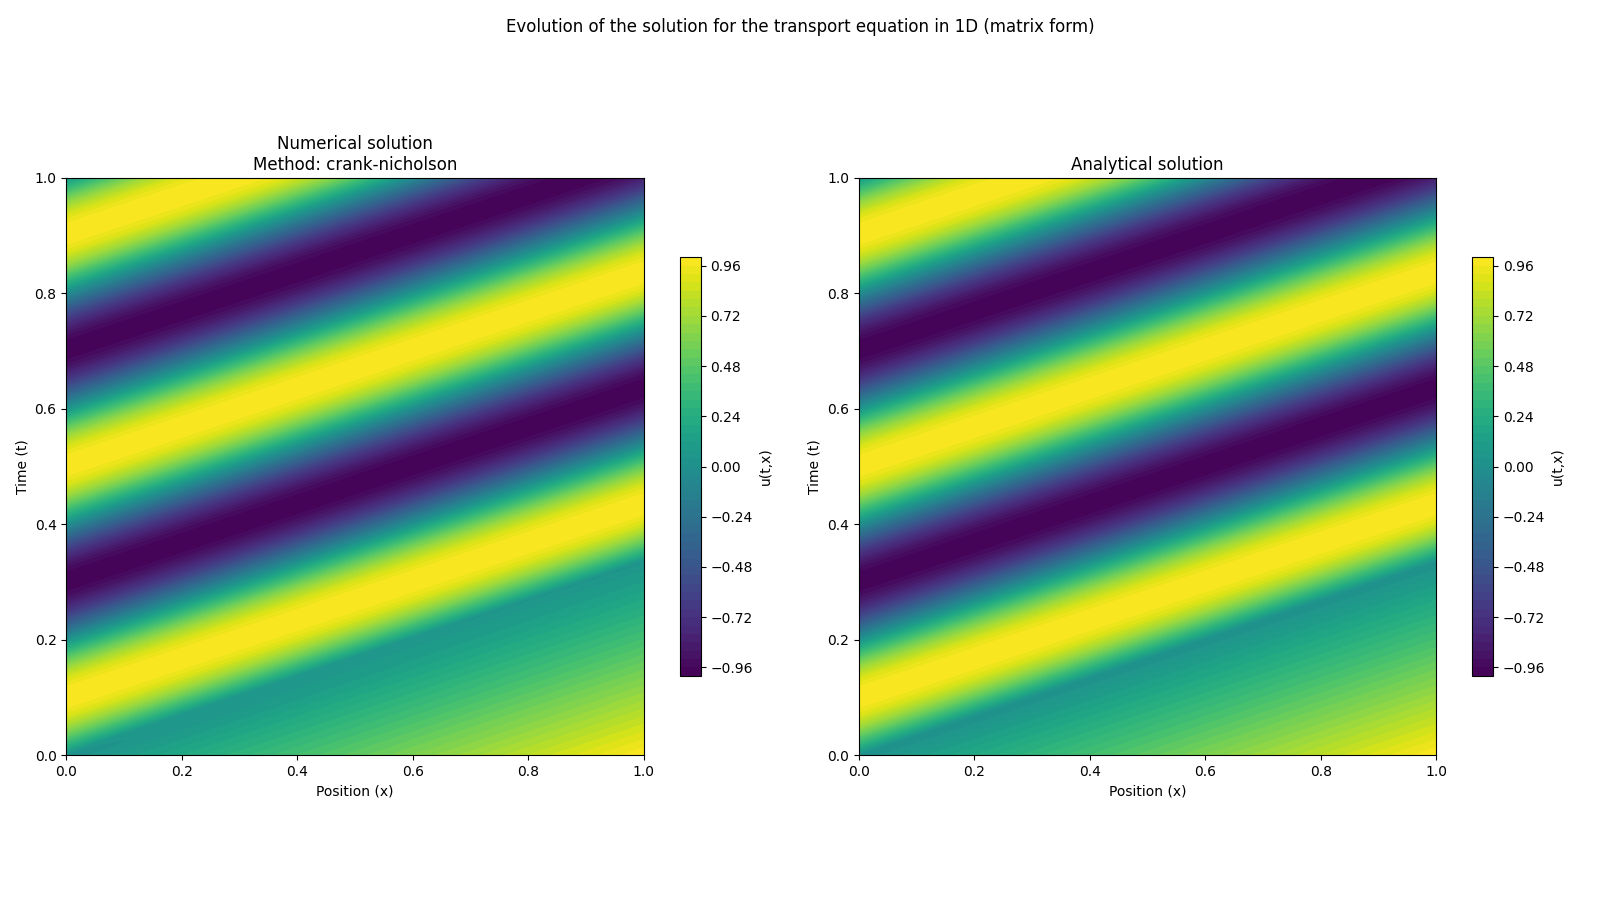 Evolution of the solution for the transport equation in 1D (matrix form)
Numerical solution
Method: crank-nicholson
1.0
0.8
0.6
0.4
0.2
0.0
Time (t)
0.0 0.2 0.4 0.6 0.8 1.0
Position (x)
0.96
0.72
0.48
0.24
0.00
−0.24
−0.48
−0.72
−0.96
u(t,x)
Analytical solution
1.0
0.8
0.6
0.4
0.2
0.0
Time (t)
0.0 0.2 0.4 0.6 0.8 1.0
Position (x)
0.96
0.72
0.48
0.24
0.00
−0.24
−0.48
−0.72
−0.96
u(t,x)